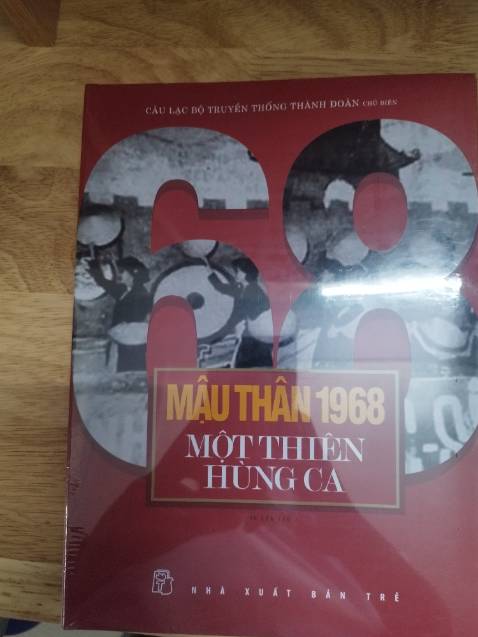 CÂU LẠC BỘ TRUYỀN THỐNG THÀNH ĐOÀN CHỦ BIÊN
68
MẬU THÂN 1968
MỘT THIÊN
HÙNG CA
NHÀ XUẤT BẢN TRẺ